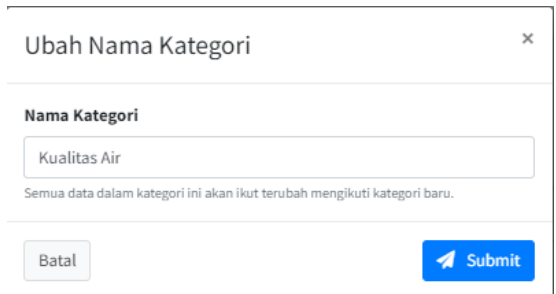 Ubah Nama Kategori ×
Nama Kategori
Kualitas Air
Semua data dalam kategori ini akan ikut terubah mengikuti kategori baru.
Batal Submit